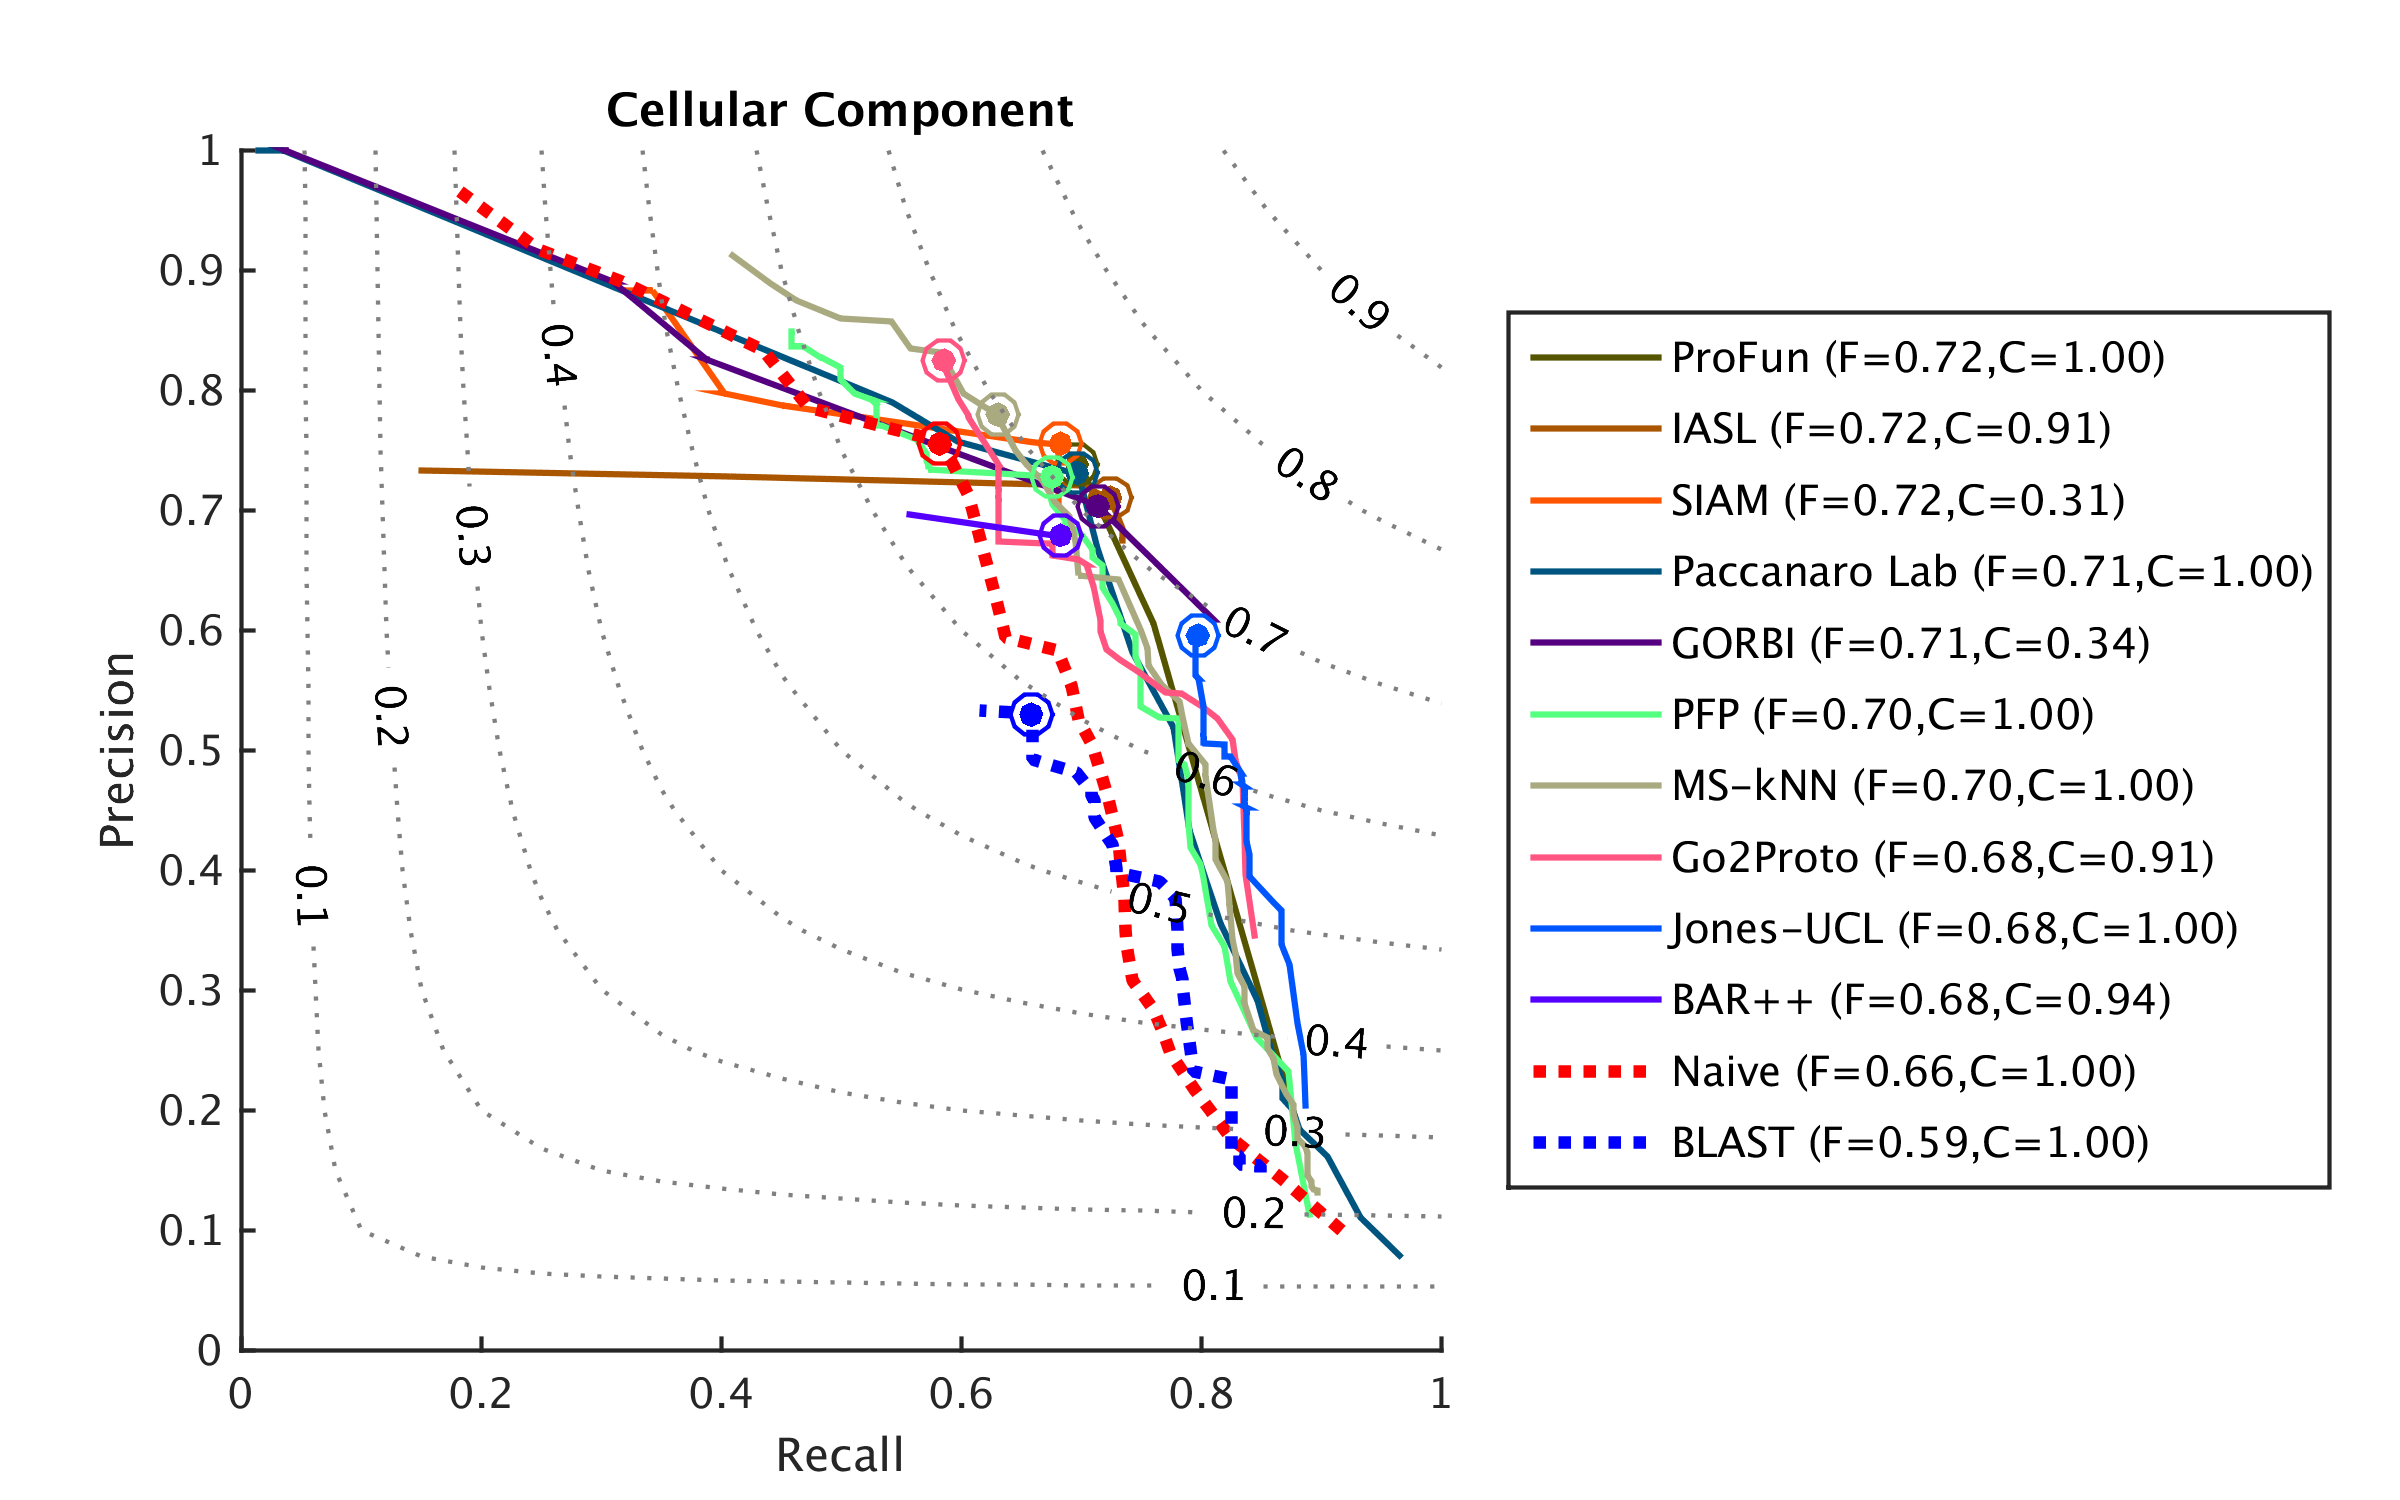 Cellular Component
Precision
1
0.9
0.8
0.7
0.6
0.5
0.4
0.3
0.2
0.1
0
0
0.2
0.4
0.6
0.8
1
Recall
0.4
0.3
0.2
0.1
0.9
0.8
0.7
0.6
0.5
0.4
0.3
0.2
0.1
ProFun (F=0.72,C=1.00)
IASL (F=0.72,C=0.91)
SIAM (F=0.72,C=0.31)
Paccanaro Lab (F=0.71,C=1.00)
GORBI (F=0.71,C=0.34)
PFP (F=0.70,C=1.00)
MS-kNN (F=0.70,C=1.00)
Go2Proto (F=0.68,C=0.91)
Jones-UCL (F=0.68,C=1.00)
BAR++ (F=0.68,C=0.94)
Naive (F=0.66,C=1.00)
BLAST (F=0.59,C=1.00)